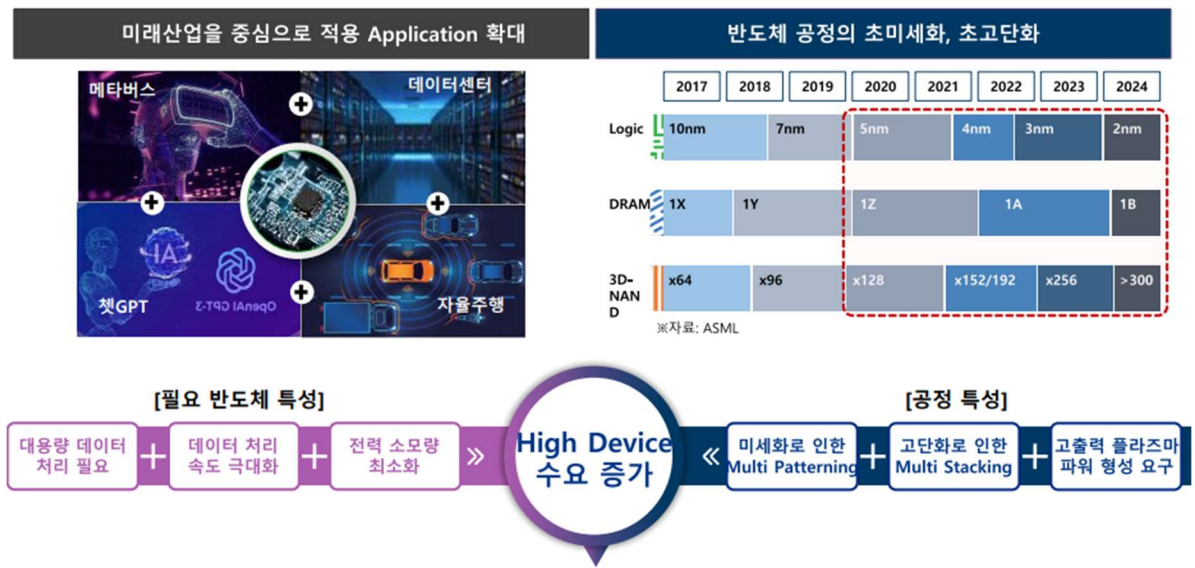 미래산업을 중심으로 적용 Application 확대
메타버스
데이터센터
IA
OpenAI GPT-3
챗GPT
자율주행
반도체 공정의 초미세화, 초고단화
2017 2018 2019 2020 2021 2022 2023 2024
Logic 10nm 7nm 5nm 4nm 3nm 2nm
DRAM 1X 1Y 1Z 1A 1B
3D-
NAN
D
x64 x96 x128 x152/192 x256 >300
※자료: ASML
[필요 반도체 특성]
대용량 데이터
처리 필요
+
데이터 처리
속도 극대화
+
전력 소모량
최소화
»
High Device
수요 증가
[공정 특성]
«
미세화로 인한
Multi Patterning
+
고단화로 인한
Multi Stacking
+
고출력 플라즈마
파워 형성 요구